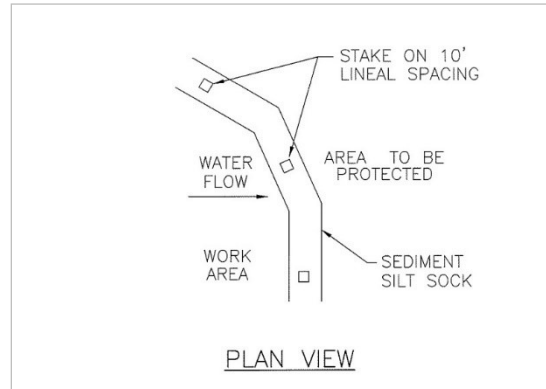 STAKE ON 10'
LINEAL SPACING
WATER
FLOW
AREA TO BE
PROTECTED
WORK
AREA
SEDIMENT
SILT SOCK
PLAN VIEW